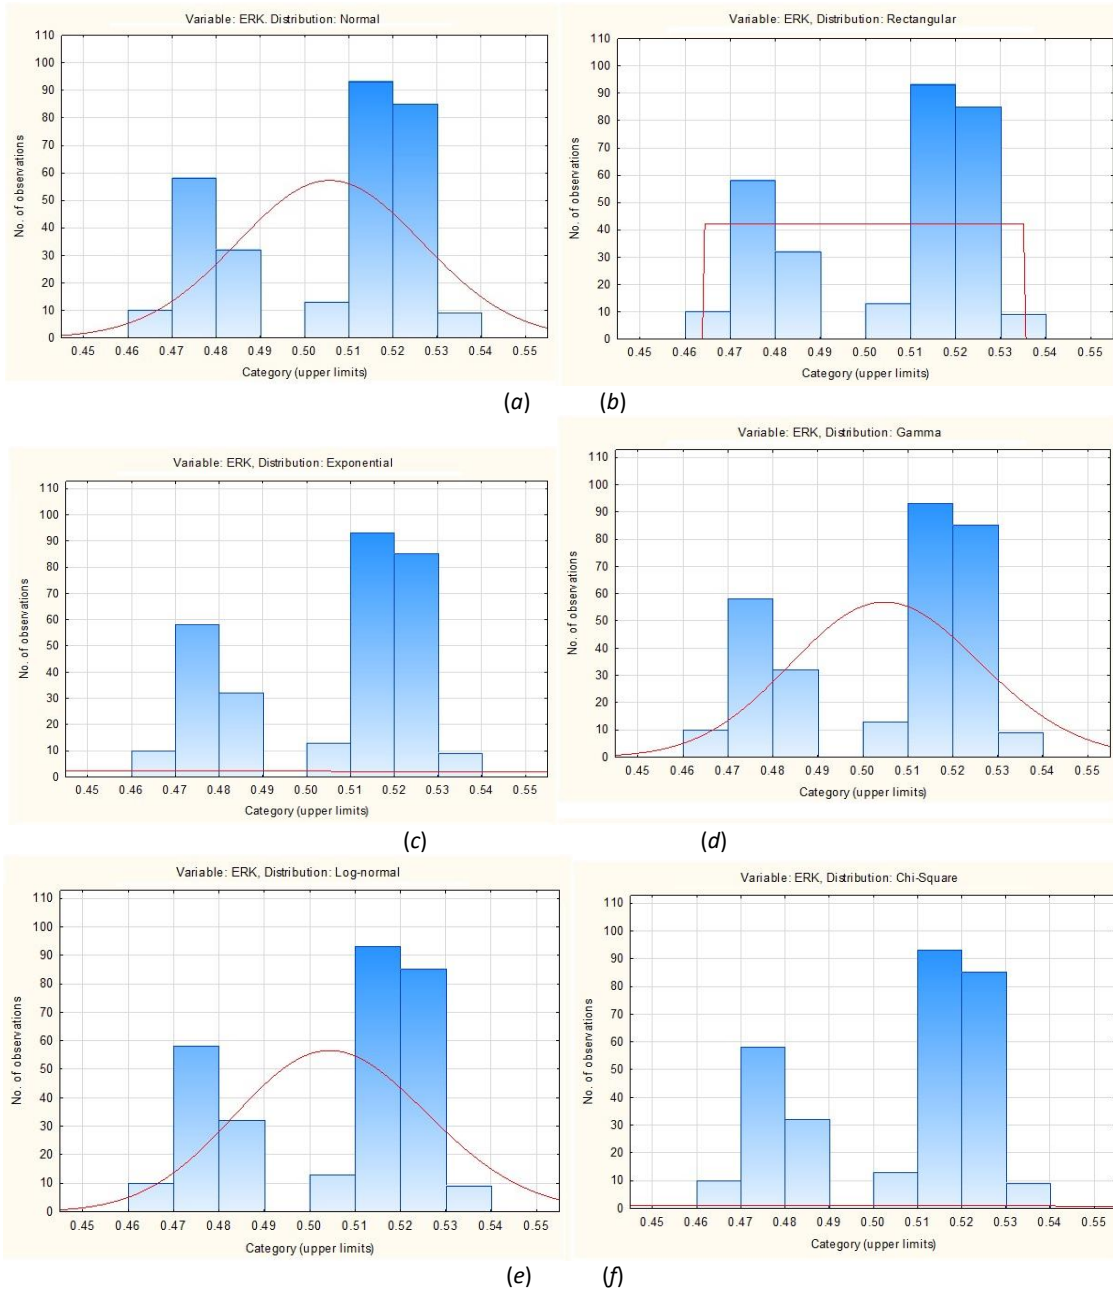 Variable: ERK. Distribution: Normal
No. of observations
110
100
90
80
70
60
50
40
30
20
10
0
0.45 0.46 0.47 0.48 0.49 0.50 0.51 0.52 0.53 0.54 0.55
Category (upper limits)
Variable: ERK, Distribution: Rectangular
No. of observations
110
100
90
80
70
60
50
40
30
20
10
0
0.45 0.46 0.47 0.48 0.49 0.50 0.51 0.52 0.53 0.54 0.55
Category (upper limits)
(a) (b)
Variable: ERK, Distribution: Exponential
No. of observations
110
100
90
80
70
60
50
40
30
20
10
0
0.45 0.46 0.47 0.48 0.49 0.50 0.51 0.52 0.53 0.54 0.55
Category (upper limits)
Variable: ERK, Distribution: Gamma
No. of observations
110
100
90
80
70
60
50
40
30
20
10
0
0.45 0.46 0.47 0.48 0.49 0.50 0.51 0.52 0.53 0.54 0.55
Category (upper limits)
(c) (d)
Variable: ERK, Distribution: Log-normal
No. of observations
110
100
90
80
70
60
50
40
30
20
10
0
0.45 0.46 0.47 0.48 0.49 0.50 0.51 0.52 0.53 0.54 0.55
Category (upper limits)
Variable: ERK, Distribution: Chi-Square
No. of observations
110
100
90
80
70
60
50
40
30
20
10
0
0.45 0.46 0.47 0.48 0.49 0.50 0.51 0.52 0.53 0.54 0.55
Category (upper limits)
(e) (f)